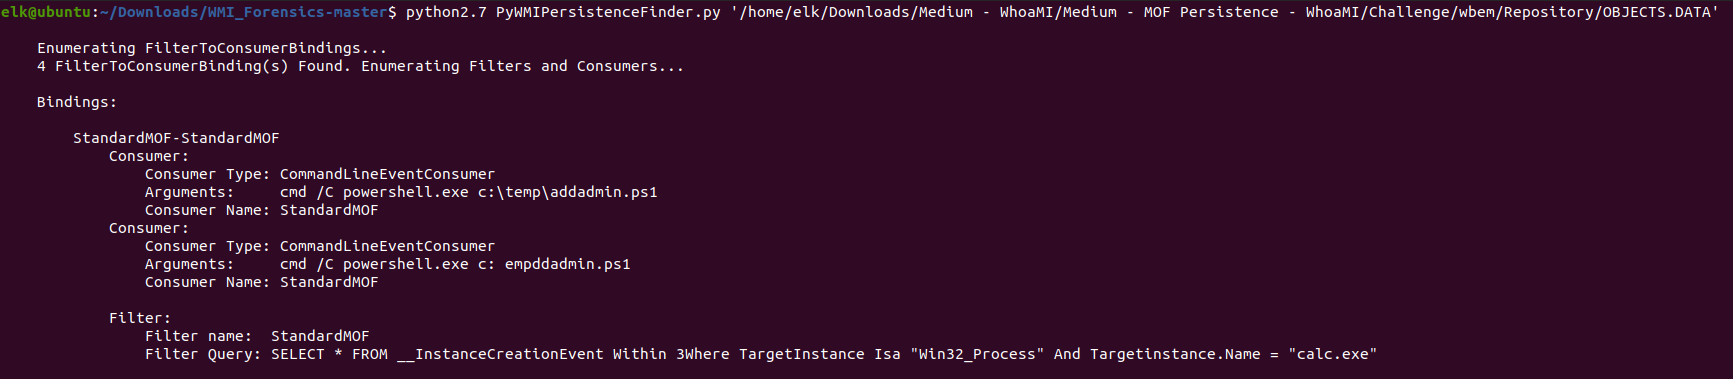 elk@ubuntu:~/Downloads/WMI_Forensics-master$ python2.7 PyWMIPersistenceFinder.py '/home/elk/Downloads/Medium - WhoaMI/Medium - MOF Persistence - WhoaMI/Challenge/wbem/Repository/OBJECTS.DATA'
Enumerating FilterToConsumerBindings...
4 FilterToConsumerBinding(s) Found. Enumerating Filters and Consumers...
Bindings:
StandardMOF-StandardMOF
Consumer:
Consumer Type: CommandLineEventConsumer
Arguments: cmd /C powershell.exe c:\temp\addadmin.ps1
Consumer Name: StandardMOF
Consumer:
Consumer Type: CommandLineEventConsumer
Arguments: cmd /C powershell.exe c: empddadmin.ps1
Consumer Name: StandardMOF
Filter:
Filter name: StandardMOF
Filter Query: SELECT * FROM __InstanceCreationEvent Within 3Where TargetInstance Isa "Win32_Process" And Targetinstance.Name = "calc.exe"